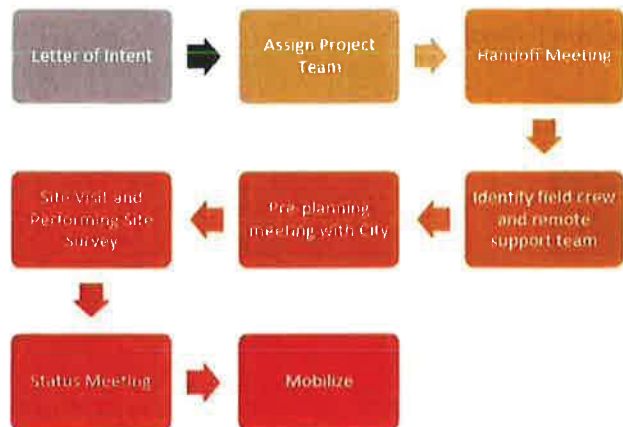 Letter of Intent
Assign Project
Team
Handoff Meeting
Identify field crew
and remote
support team
Pre-planning
meeting with City
Site Visit and
Performing Site
Survey
Status Meeting
Mobilize